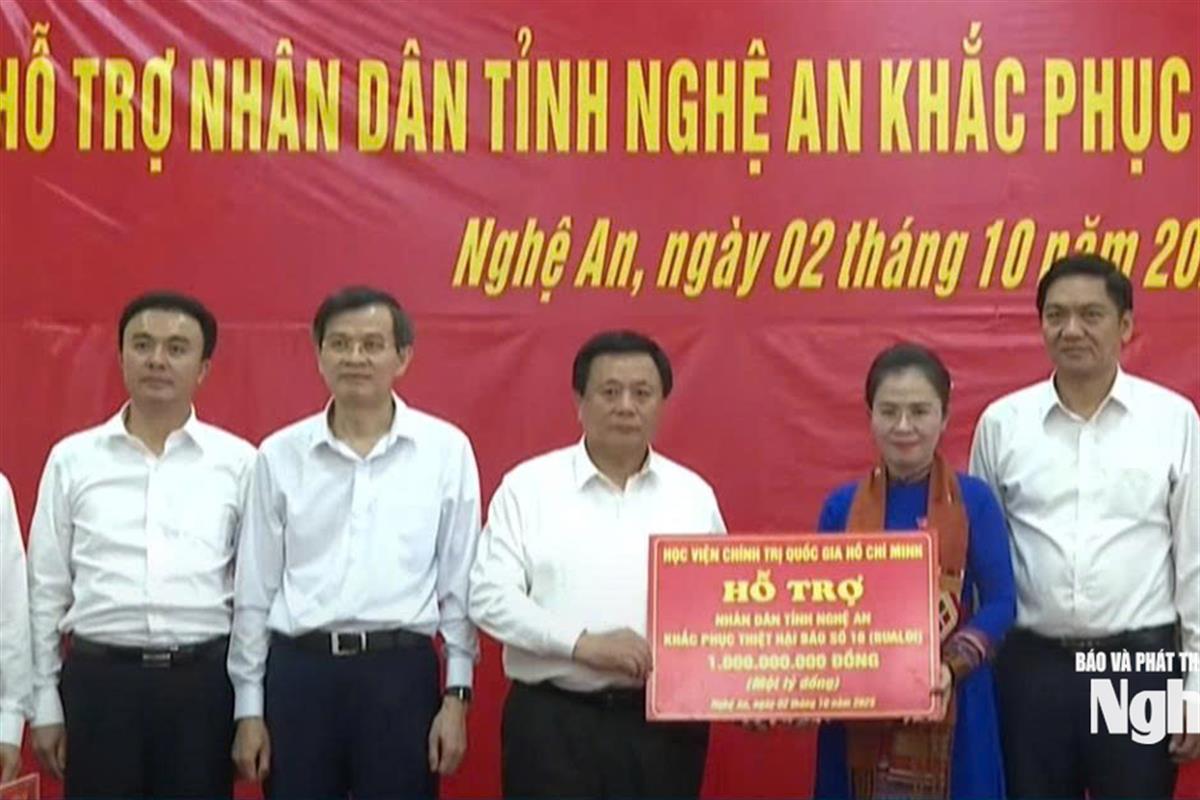 HỖ TRỢ NHÂN DÂN TỈNH NGHỆ AN KHẮC PHỤC
Nghệ An, ngày 02 tháng 10 năm 20
HỌC VIỆN CHÍNH TRỊ QUỐC GIA HỒ CHÍ MINH
HỖ TRỢ
NHÂN DÂN TỈNH NGHỆ AN
KHẮC PHỤC THIỆT HẠI BÃO SỐ 10 (BUALOI)
1.000.000.000 ĐỒNG
(Một tỷ đồng)
Nghệ An, ngày 02 tháng 10 năm 2025
BÁO VÀ PHÁT TH
Ngh